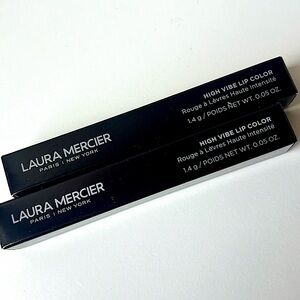 LAURA MERCIER
PARIS | NEW YORK
HIGH VIBE LIP COLOR
Rouge à Lèvres Haute Intensité
1.4 g / POIDS NET WT. 0.05 OZ.
LAURA MERCIER
PARIS | NEW YORK
HIGH VIBE LIP COLOR
Rouge à Lèvres Haute Intensité
1.4 g / POIDS NET WT. 0.05 OZ.